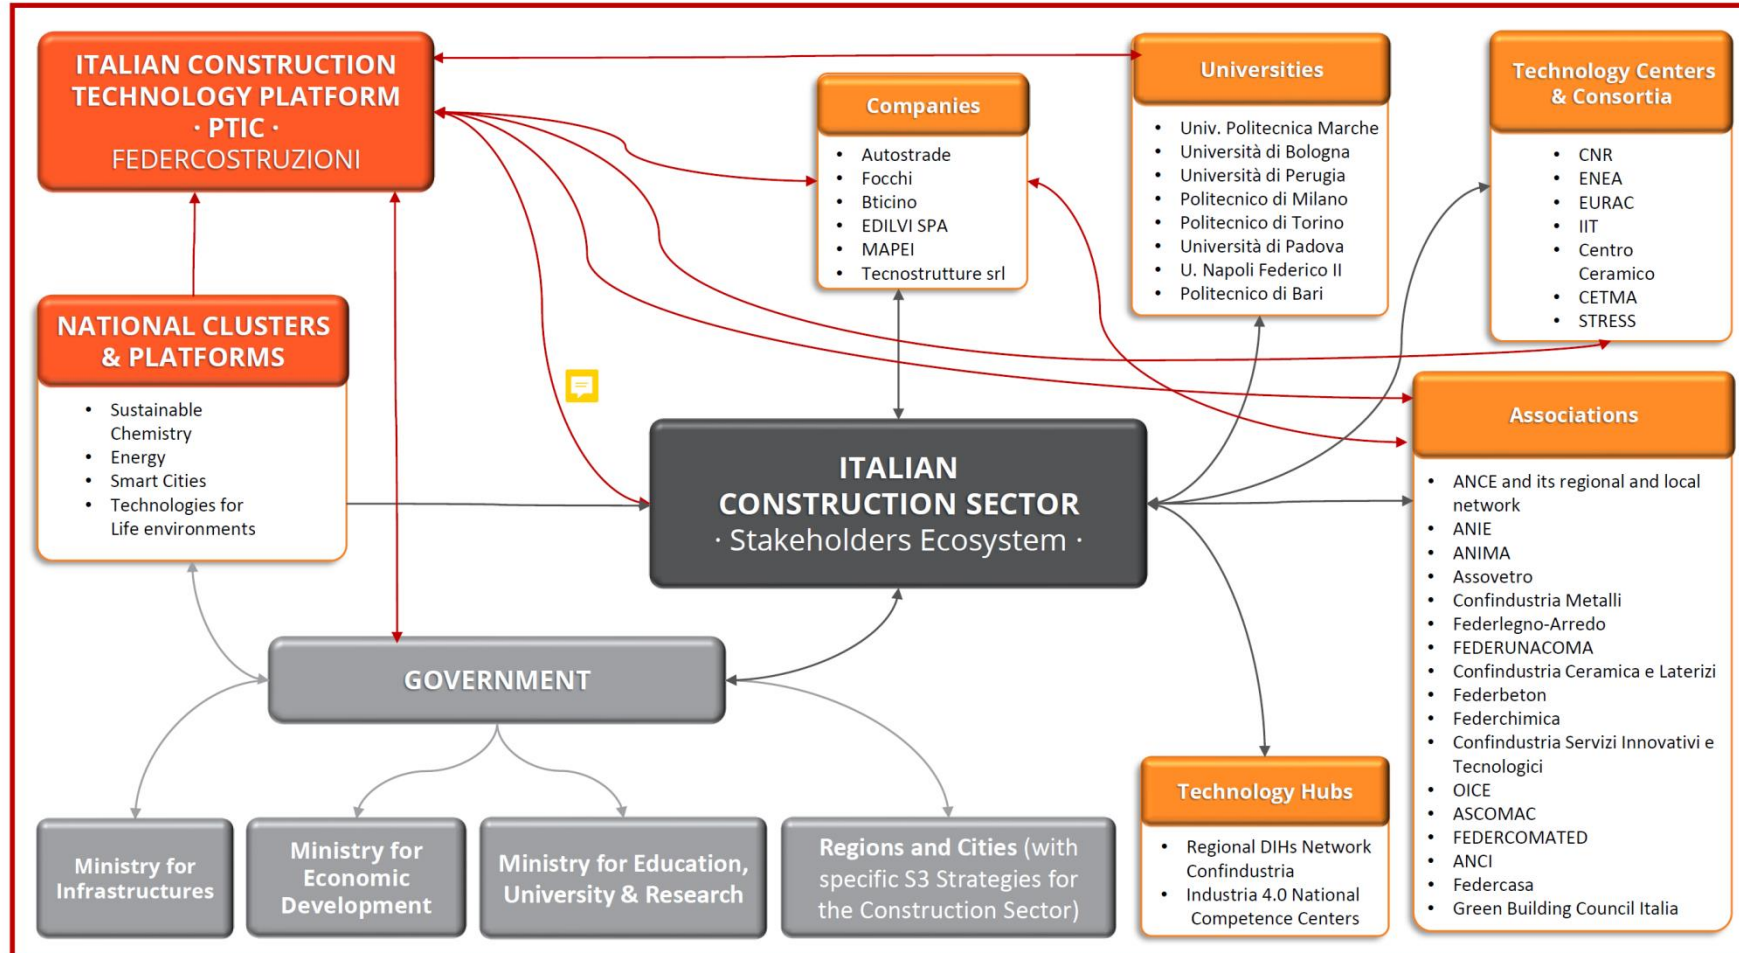 ITALIAN CONSTRUCTION
TECHNOLOGY PLATFORM
· PTIC ·
FEDERCOSTRUZIONI
Companies
• Autostrade
• Focchi
• Bticino
• EDILVI SPA
• MAPEI
• Tecnostrutture srl
Universities
• Univ. Politecnica Marche
• Università di Bologna
• Università di Perugia
• Politecnico di Milano
• Politecnico di Torino
• Università di Padova
• U. Napoli Federico II
• Politecnico di Bari
Technology Centers
& Consortia
• CNR
• ENEA
• EURAC
• IIT
• Centro
Ceramico
• CETMA
• STRESS
NATIONAL CLUSTERS
& PLATFORMS
• Sustainable
Chemistry
• Energy
• Smart Cities
• Technologies for
Life environments
ITALIAN
CONSTRUCTION SECTOR
· Stakeholders Ecosystem ·
Associations
• ANCE and its regional and local
network
• ANIE
• ANIMA
• Assovetro
• Confindustria Metalli
• Federlegno-Arredo
• FEDERUNACOMA
• Confindustria Ceramica e Laterizi
• Federbeton
• Federchimica
• Confindustria Servizi Innovativi e
Tecnologici
• OICE
• ASCOMAC
• FEDERCOMATED
• ANCI
• Federcasa
• Green Building Council Italia
GOVERNMENT
Ministry for
Infrastructures
Ministry for
Economic
Development
Ministry for Education,
University & Research
Regions and Cities (with
specific S3 Strategies for
the Construction Sector)
Technology Hubs
• Regional DIHs Network
Confindustria
• Industria 4.0 National
Competence Centers